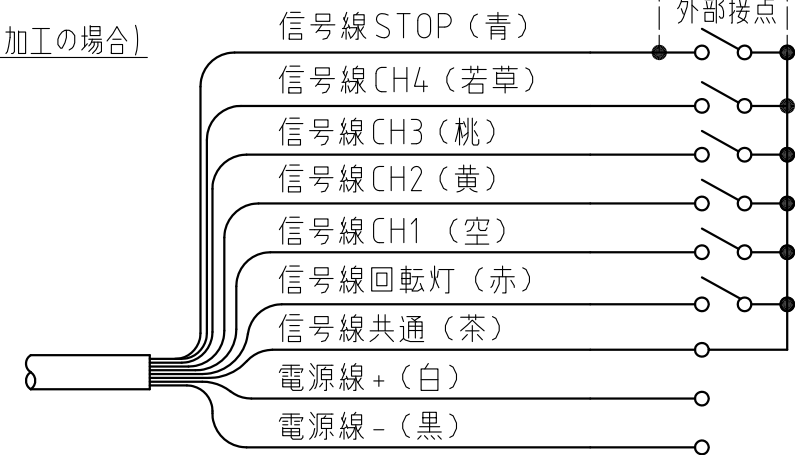 外部接点
加工の場合)
信号線STOP（青）
信号線CH4（若草）
信号線CH3（桃）
信号線CH2（黄）
信号線CH1（空）
信号線回転灯（赤）
信号線共通（茶）
電源線+（白）
電源線-（黒）